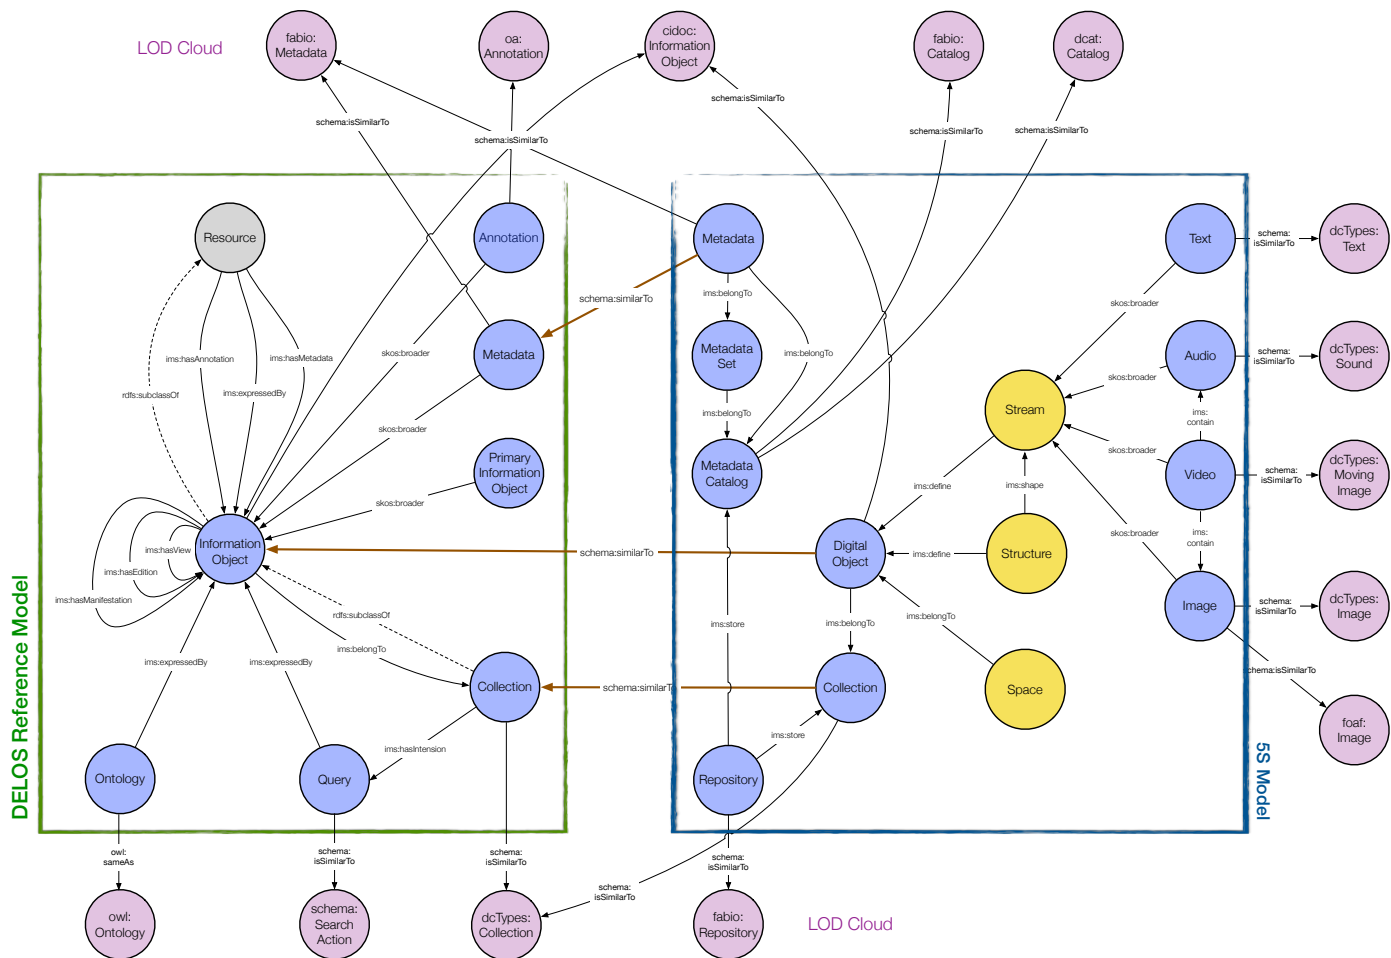 LOD Cloud
fabio:
Metadata
oa:
Annotation
cidoc:
Information
Object
fabio:
Catalog
dcat:
Catalog
schema:isSimilarTo
schema:isSimilarTo
schema:isSimilarTo
schema:isSimilarTo
schema:isSimilarTo
DELOS Reference Model
Resource
Annotation
Metadata
Primary
Information
Object
Information
Object
Collection
Ontology
Query
ims:hasAnnotation
ims:hasMetadata
ims:expressedBy
rdfs:subclassOf
skos:broader
skos:broader
skos:broader
ims:hasView
ims:hasEdition
ims:hasManifestation
rdfs:subclassOf
ims:belongTo
ims:expressedBy
ims:expressedBy
ims:hasIntension
schema:similarTo
schema:similarTo
schema:similarT
5S Model
Metadata
ims:belongTo
Metadata
Set
ims:belongTo
ims:belongTo
Metadata
Catalog
ims:store
Repository
ims:store
Digital
Object
ims:belongTo
Collection
Stream
ims:define
ims:shape
ims:define
Structure
ims:belongTo
Space
Text
skos:broader
Audio
skos:broader
ims:
contain
skos:broader
Video
skos:broader
ims:
contain
Image
schema:
isSimilarTo
dcTypes:
Text
schema:
isSimilarTo
dcTypes:
Sound
schema:
isSimilarTo
dcTypes:
Moving
Image
schema:
isSimilarTo
dcTypes:
Image
chema:isSimilarTo
foaf:
Image
owl:
sameAs
schema:
isSimilarTo
schema:
isSimilarTo
schema:
isSimilarTo
schema:
isSimilarTo
owl:
Ontology
schema:
Search
Action
dcTypes:
Collection
fabio:
Repository
LOD Cloud